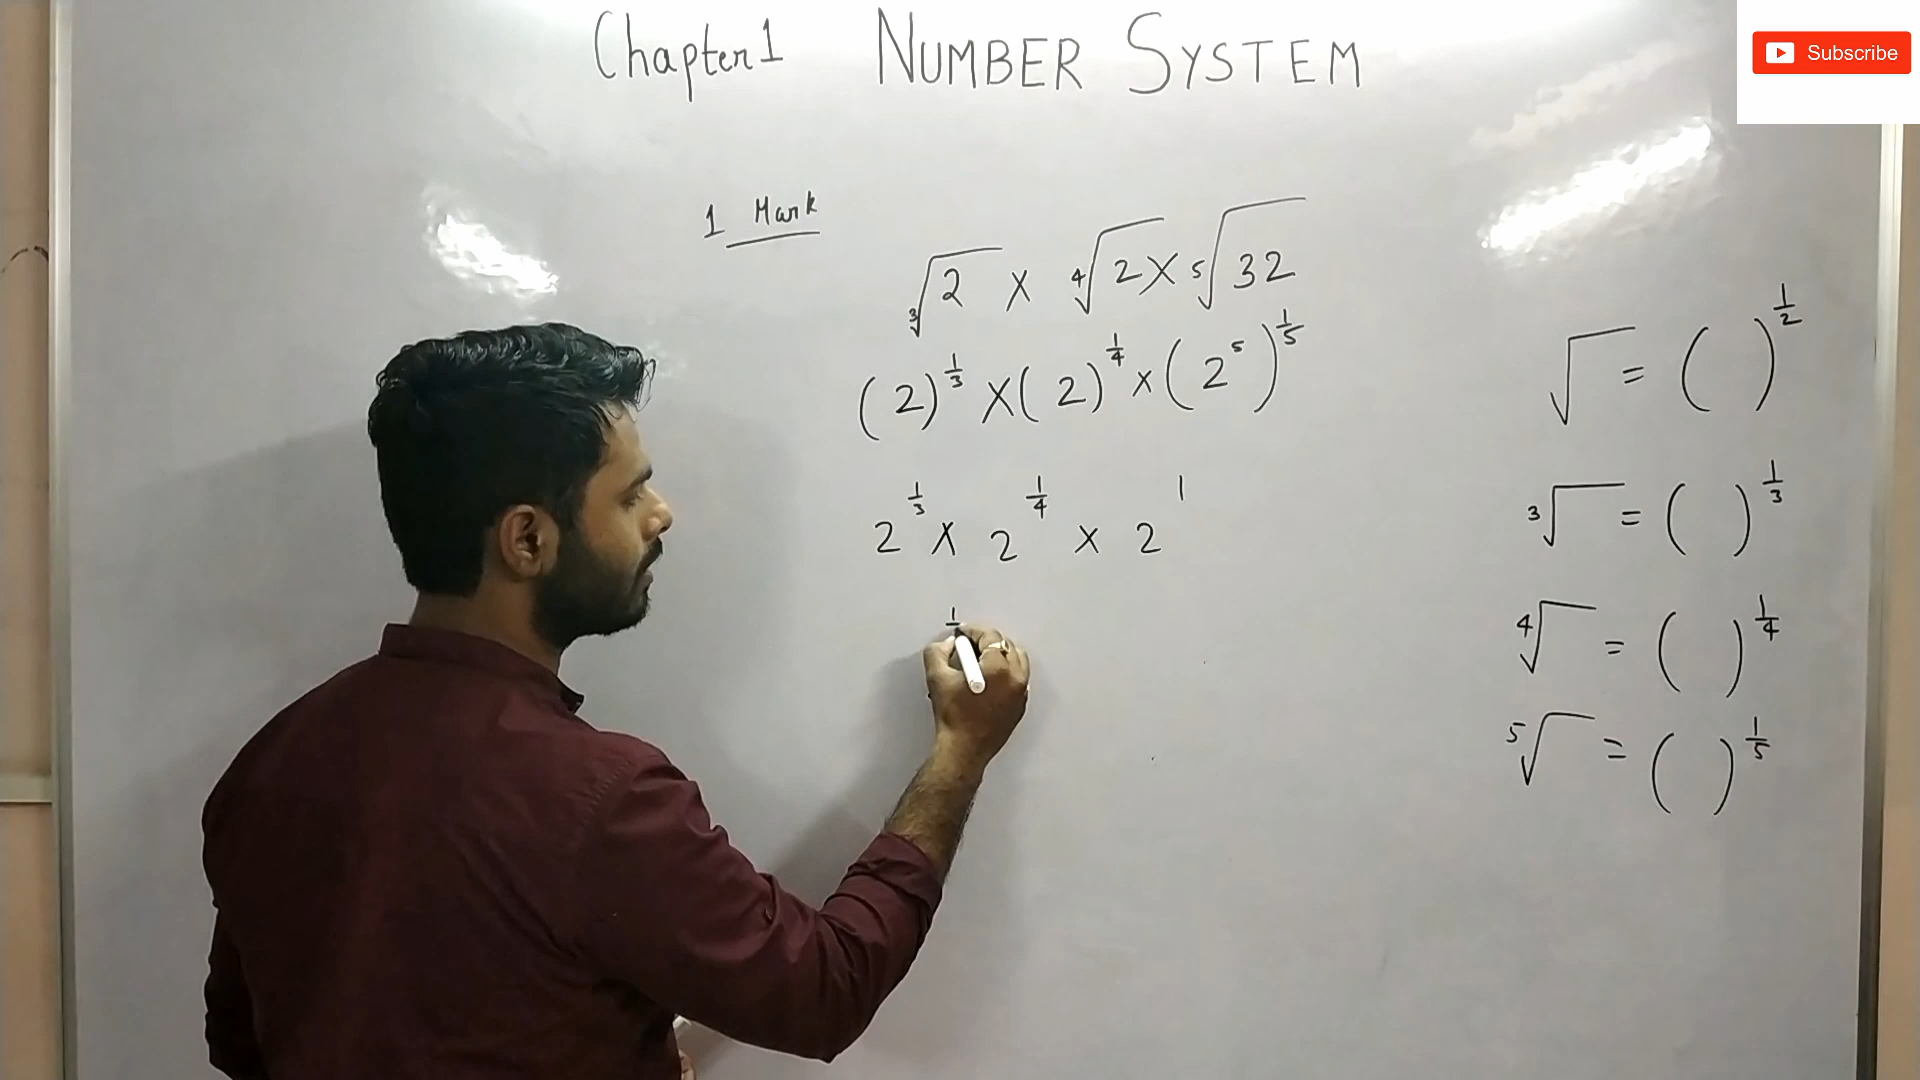 Chapter 1 NUMBER SYSTEM
Subscribe
1 Mark
∛2 × ∜2 × ⁵√32
(2)^1/3 × (2)^1/4 × (2^5)^1/5
2^1/3 × 2^1/4 × 2^1
1
√ = ( )^1/2
∛ = ( )^1/3
∜ = ( )^1/4
⁵√ = ( )^1/5